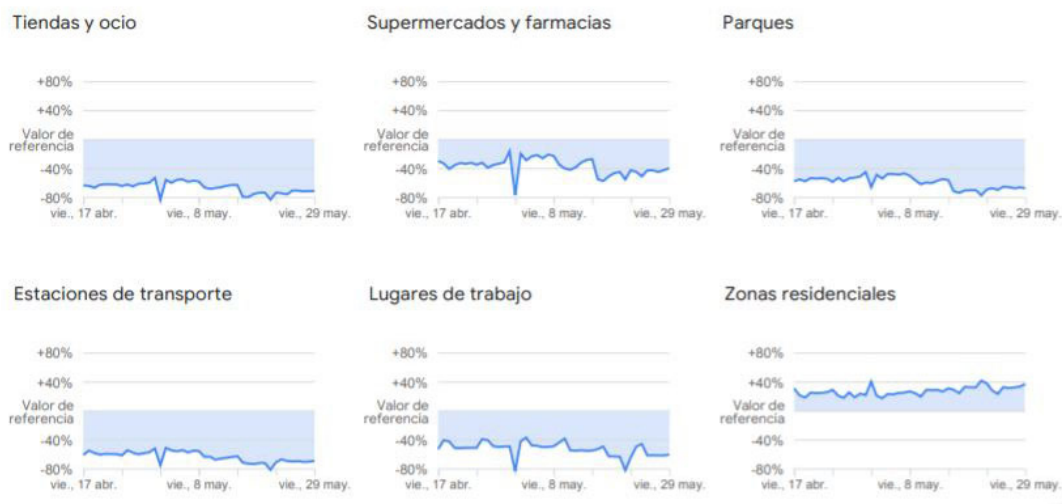 Tiendas y ocio
+80%
+40%
Valor de
referencia
-40%
-80%
vie., 17 abr. vie., 8 may. vie., 29 may.
Supermercados y farmacias
+80%
+40%
Valor de
referencia
-40%
-80%
vie., 17 abr. vie., 8 may. vie., 29 may.
Parques
+80%
+40%
Valor de
referencia
-40%
-80%
vie., 17 abr. vie., 8 may. vie., 29 may.
Estaciones de transporte
+80%
+40%
Valor de
referencia
-40%
-80%
vie., 17 abr. vie., 8 may. vie., 29 may.
Lugares de trabajo
+80%
+40%
Valor de
referencia
-40%
-80%
vie., 17 abr. vie., 8 may. vie., 29 may.
Zonas residenciales
+80%
+40%
Valor de
referencia
-40%
-80%
vie., 17 abr. vie., 8 may. vie., 29 may.